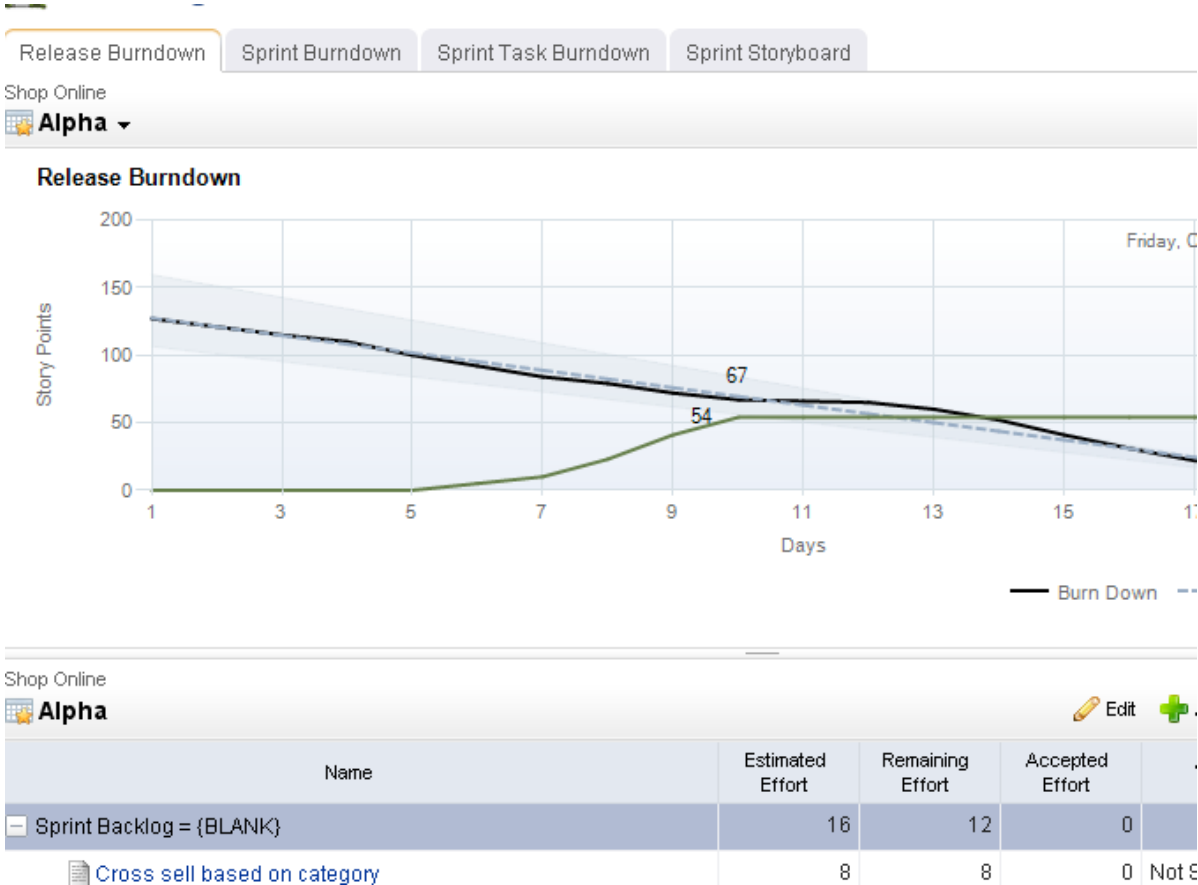 Release Burndown Sprint Burndown Sprint Task Burndown Sprint Storyboard
Shop Online
Alpha
Release Burndown
200
Friday,
150
100
50
0
67
54
Story Points
1 3 5 7 9 11 13 15
Days
Burn Down
Shop Online
Alpha
Edit
Name Estimated Effort Remaining Effort Accepted Effort
Sprint Backlog = {BLANK} 16 12 0
Cross sell based on category 8 8 0 Not